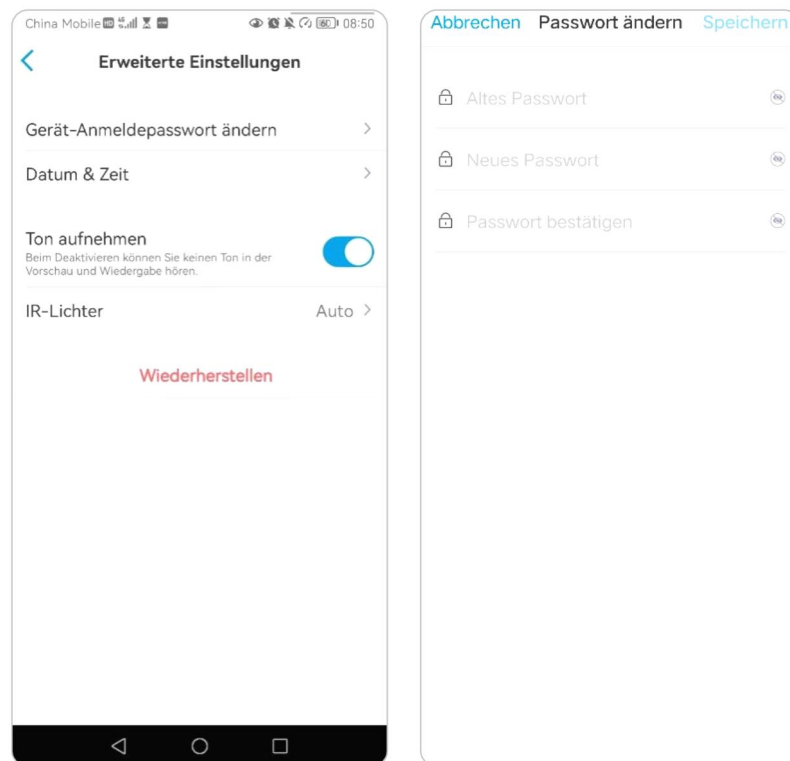 China Mobile 08:50
Erweiterte Einstellungen
Gerät-Anmeldepasswort ändern
Datum & Zeit
Ton aufnehmen
Beim Deaktivieren können Sie keinen Ton in der
Vorschau und Wiedergabe hören.
IR-Lichter Auto
Wiederherstellen
Abbrechen Passwort ändern Speichern
Altes Passwort
Neues Passwort
Passwort bestätigen